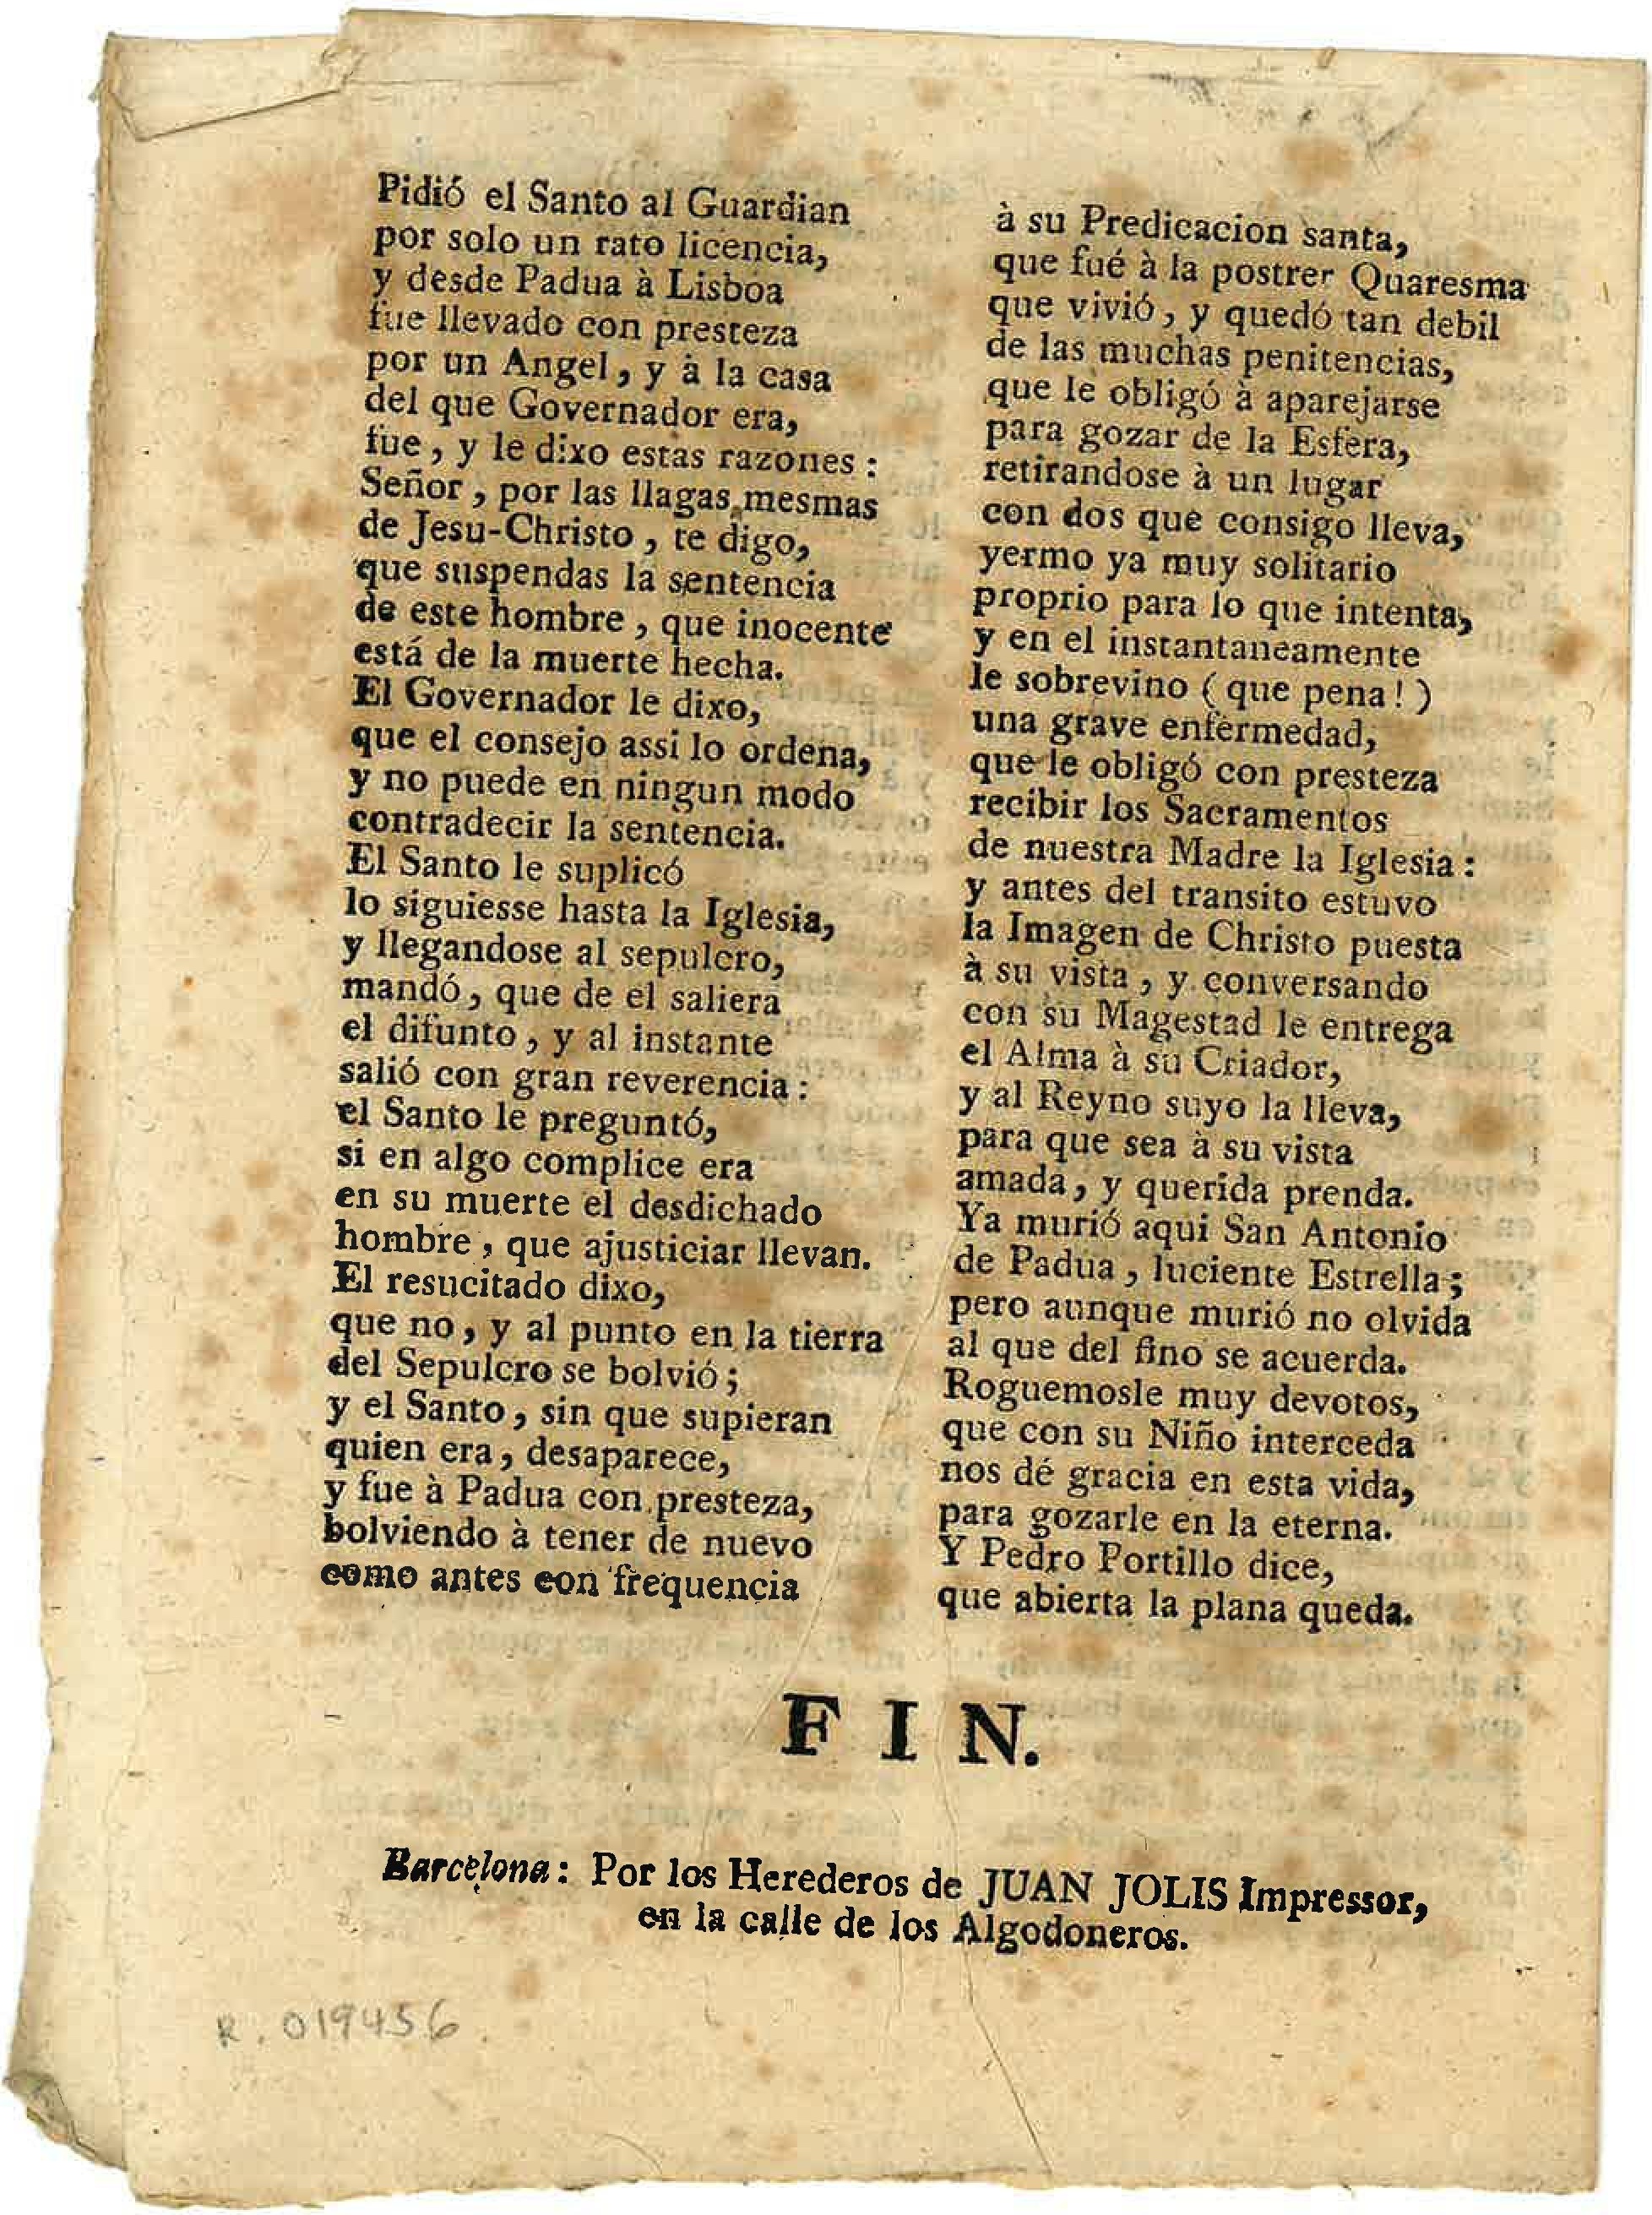 Pidió el Santo al Guardian
por solo un rato licencia,
y desde Padua à Lisboa
fue llevado con presteza
por un Angel, y à la casa
del que Governador era,
fue, y le dixo estas razones:
Señor, por las llagas mesmas
de Jesu-Christo, te digo,
que suspendas la sentencia
de este hombre, que inocente
está de la muerte hecha.
El Governador le dixo,
que el consejo assi lo ordena,
y no puede en ningun modo
contradecir la sentencia.
El Santo le suplicó
lo siguiesse hasta la Iglesia,
y llegandose al sepulcro,
mandó, que de el saliera
el difunto, y al instante
salió con gran reverencia:
el Santo le preguntó,
si en algo complice era
en su muerte el desdichado
hombre, que ajusticiar llevan.
El resucitado dixo,
que no, y al punto en la tierra
del Sepulcro se bolvió;
y el Santo, sin que supieran
quien era, desaparece,
y fue à Padua con presteza,
bolviendo à tener de nuevo
como antes con frequencia
à su Predicacion santa,
que fué à la postrer Quaresma
que vivió, y quedó tan debil
de las muchas penitencias,
que le obligó à aparejarse
para gozar de la Esfera,
retirandose à un lugar
con dos que consigo lleva,
yermo ya muy solitario
proprio para lo que intenta,
y en el instantaneamente
le sobrevino (que pena!)
una grave enfermedad,
que le obligó con presteza
recibir los Sacramentos
de nuestra Madre la Iglesia:
y antes del transito estuvo
la Imagen de Christo puesta
à su vista, y conversando
con su Magestad le entrega
el Alma à su Criador,
y al Reyno suyo la lleva,
para que sea à su vista
amada, y querida prenda.
Ya murió aqui San Antonio
de Padua, luciente Estrella;
pero aunque murió no olvida
al que del fino se acuerda.
Roguemosle muy devotos,
que con su Niño interceda
nos dé gracia en esta vida,
para gozarle en la eterna.
Y Pedro Portillo dice,
que abierta la plana queda.
FIN.
Barcelona: Por los Herederos de JUAN JOLIS Impressor,
en la calle de los Algodoneros.
R. 019456